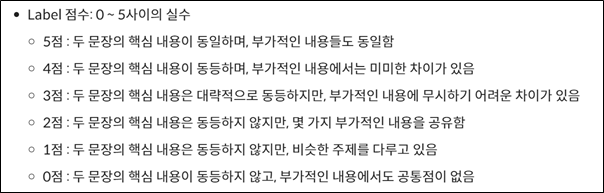 • Label 점수: 0 ~ 5사이의 실수
○ 5점 : 두 문장의 핵심 내용이 동일하며, 부가적인 내용들도 동일함
○ 4점 : 두 문장의 핵심 내용이 동등하며, 부가적인 내용에서는 미미한 차이가 있음
○ 3점 : 두 문장의 핵심 내용은 대략적으로 동등하지만, 부가적인 내용에 무시하기 어려운 차이가 있음
○ 2점 : 두 문장의 핵심 내용은 동등하지 않지만, 몇 가지 부가적인 내용을 공유함
○ 1점 : 두 문장의 핵심 내용은 동등하지 않지만, 비슷한 주제를 다루고 있음
○ 0점 : 두 문장의 핵심 내용이 동등하지 않고, 부가적인 내용에서도 공통점이 없음